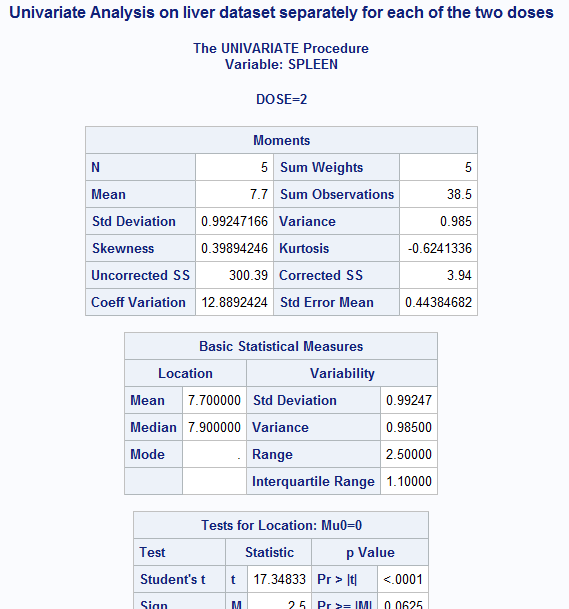 Univariate Analysis on liver dataset separately for each of the two doses
The UNIVARIATE Procedure
Variable: SPLEEN
DOSE=2
Moments
N 5 Sum Weights 5
Mean 7.7 Sum Observations 38.5
Std Deviation 0.99247166 Variance 0.985
Skewness 0.39894246 Kurtosis -0.6241336
Uncorrected SS 300.39 Corrected SS 3.94
Coeff Variation 12.8892424 Std Error Mean 0.44384682
Basic Statistical Measures
Location Variability
Mean 7.700000 Std Deviation 0.99247
Median 7.900000 Variance 0.98500
Mode . Range 2.50000
Interquartile Range 1.10000
Tests for Location: Mu0=0
Test Statistic p Value
Student's t t 17.34833 Pr > |t| <.0001
Sign M 2.5 Pr >= |M| 0.0625